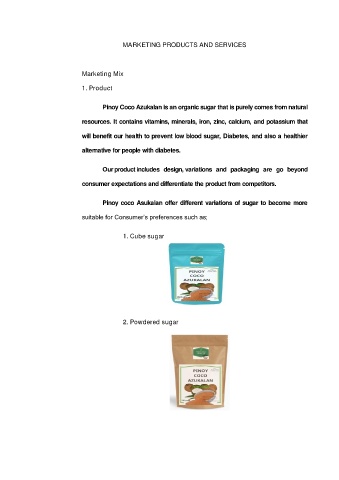 MARKETING PRODUCTS AND SERVICES
Marketing Mix
1. Product
Pinoy Coco Azukalan is an organic sugar that is purely comes from natural
resources. It contains vitamins, minerals, iron, zinc, calcium, and potassium that
will benefit our health to prevent low blood sugar, Diabetes, and also a healthier
alternative for people with diabetes.
Our product includes design, variations and packaging are go beyond
consumer expectations and differentiate the product from competitors.
Pinoy coco Asukalan offer different variations of sugar to become more
suitable for Consumer's preferences such as;
1. Cube sugar
PINOY
COCO
AZUKALAN
2. Powdered sugar
PINOY
COCO
AZUKALAN